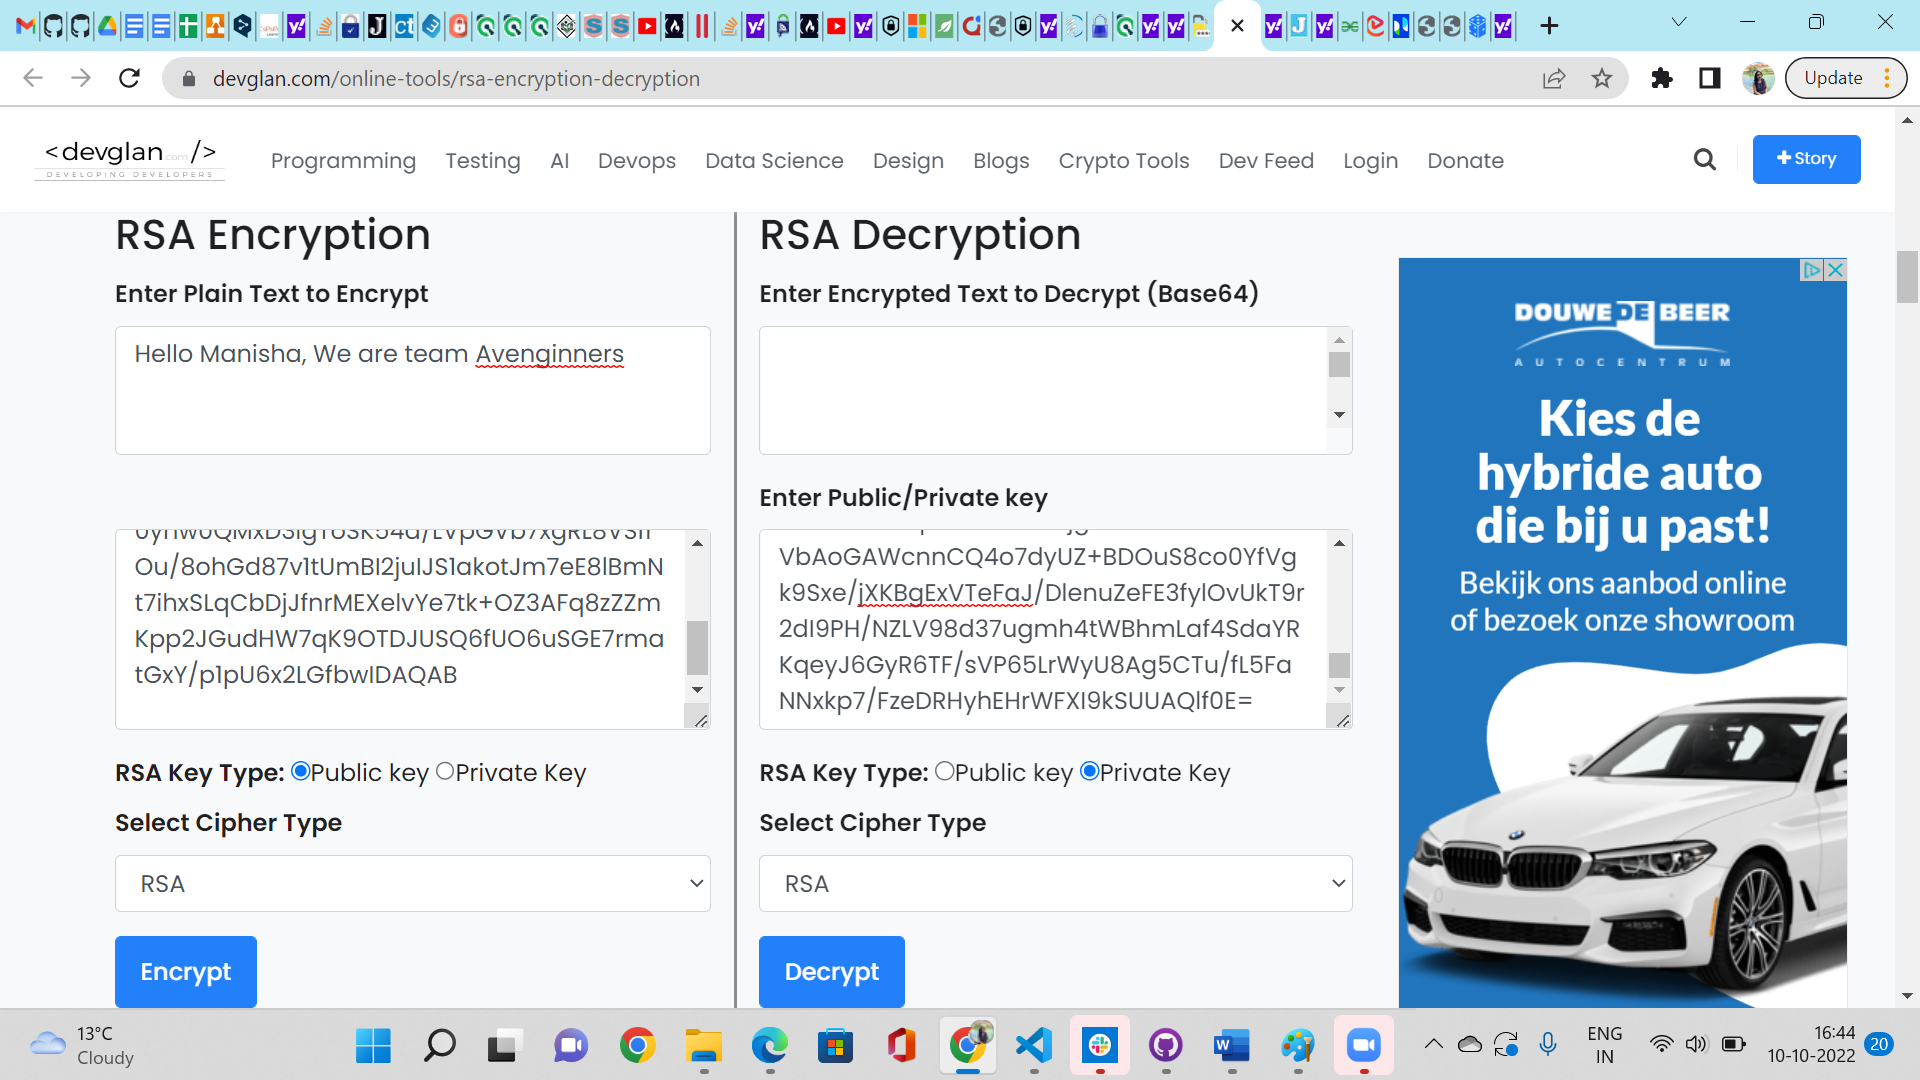 devglan.com/online-tools/rsa-encryption-decryption
Update
<devglan.com/>
DEVELOPING DEVELOPERS
Programming Testing AI Devops Data Science Design Blogs Crypto Tools Dev Feed Login Donate
+ Story
RSA Encryption
Enter Plain Text to Encrypt
Hello Manisha, We are team Avenginners
Ou/8ohGd87v1tUmBI2juIJS1akotJm7eE8lBmN
t7ihxSLqCbDjJfnrMEXelvYe7tk+OZ3AFq8zZZm
Kpp2JGudHW7qK9OTDJUSQ6fUO6uSGE7rma
tGxY/p1pU6x2LGfbwIDAQAB
RSA Key Type: Public key Private Key
Select Cipher Type
RSA
Encrypt
RSA Decryption
Enter Encrypted Text to Decrypt (Base64)
Enter Public/Private key
VbAoGAWcnnCQ4o7dyUZ+BDOuS8co0YfVg
k9Sxe/jXKBgExVTeFaJ/DlenuZeFE3fylOvUkT9r
2dI9PH/NZLV98d37ugmh4tWBhmLaf4SdaYR
KqeyJ6GyR6TF/sVP65LrWyU8Ag5CTu/fL5Fa
NNxkp7/FzeDRHyhEHrWFXI9kSUUAQlf0E=
RSA Key Type: Public key Private Key
Select Cipher Type
RSA
Decrypt
DOUWE DE BEER
AUTOCENTRUM
Kies de
hybride auto
die bij u past!
Bekijk ons aanbod online
of bezoek onze showroom
13°C
Cloudy
ENG
IN
16:44
10-10-2022
20